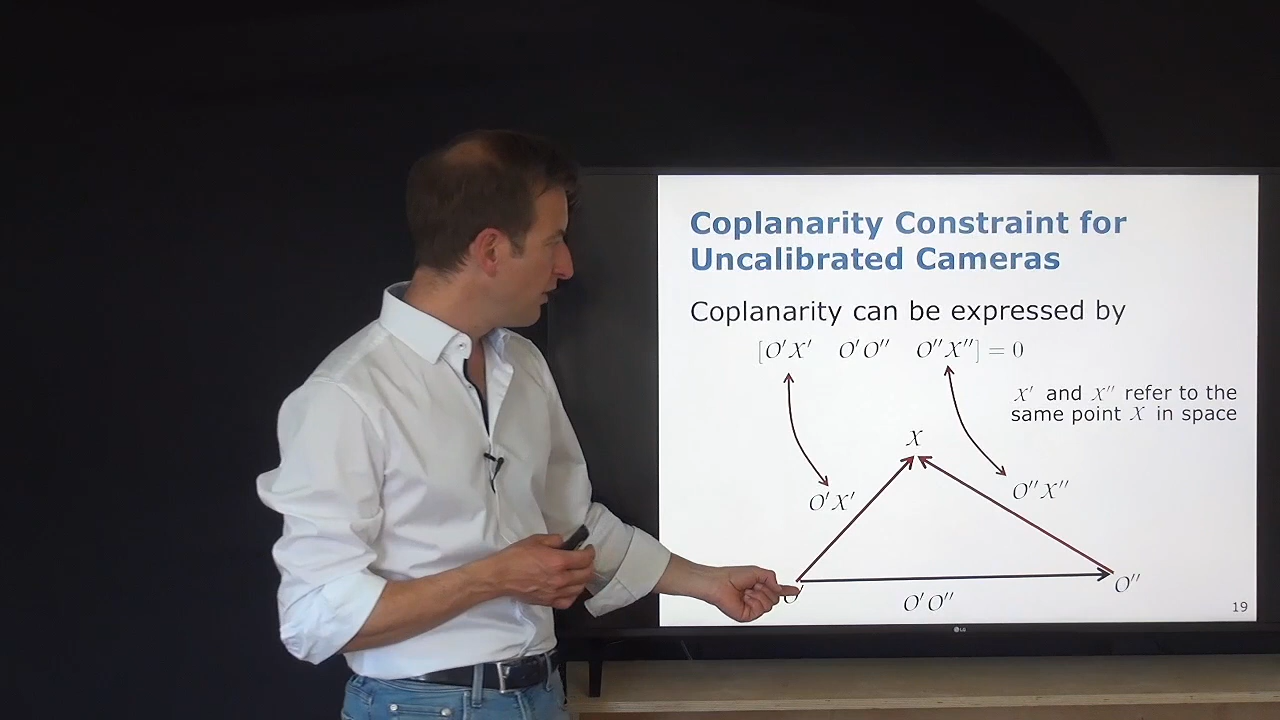 Coplanarity Constraint for
Uncalibrated Cameras
Coplanarity can be expressed by
[O′X′ O′O″ O″X″] = 0
X′ and X″ refer to the
same point X in space
X
O′X′
O″X″
O′
O″
O′O″
19
LG